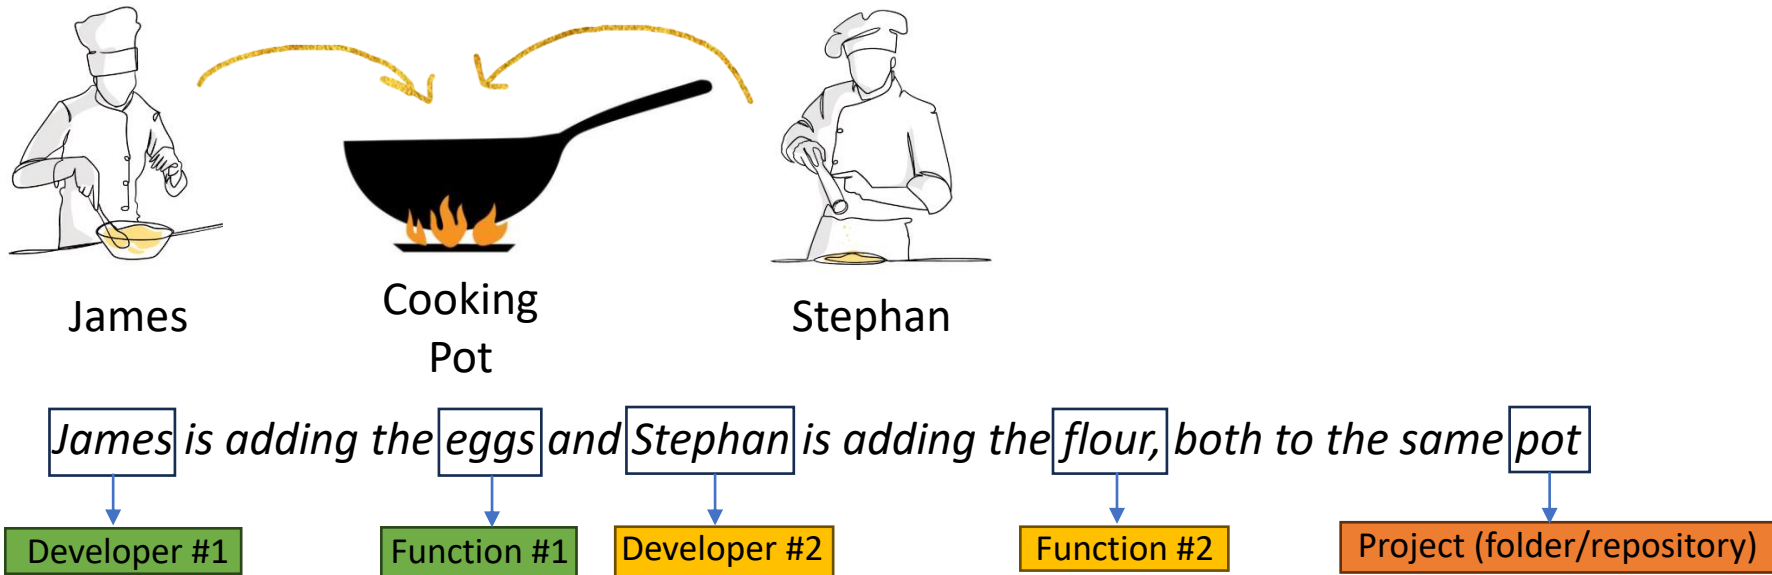 James
Cooking
Pot
Stephan
James is adding the eggs and Stephan is adding the flour, both to the same pot
Developer #1
Function #1
Developer #2
Function #2
Project (folder/repository)